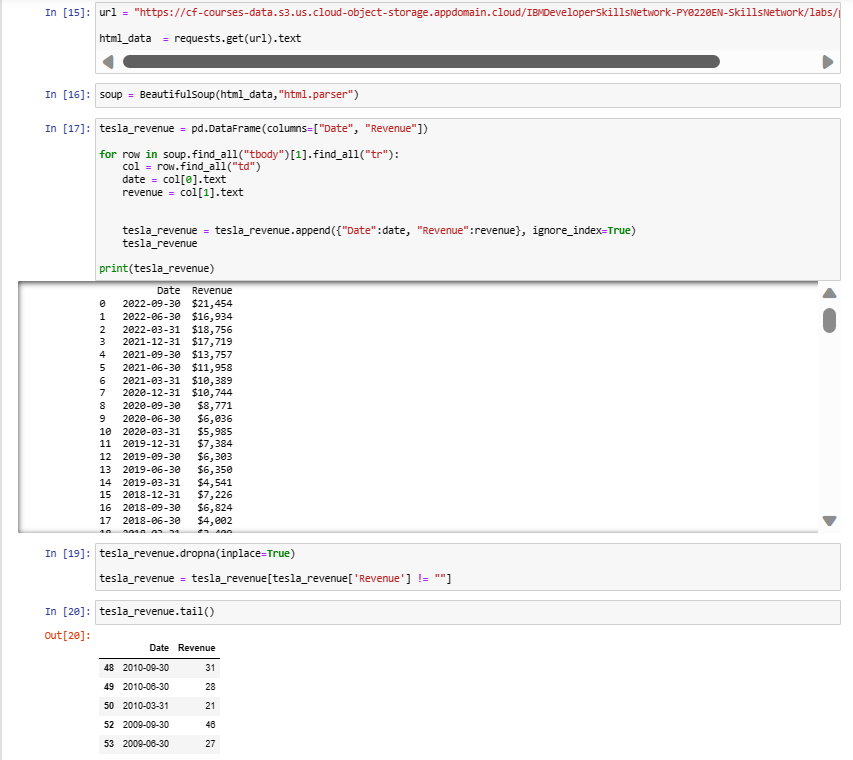 In [15]: url = "https://cf-courses-data.s3.us.cloud-object-storage.appdomain.cloud/IBMDeveloperSkillsNetwork-PY0220EN-SkillsNetwork/labs/
html_data  = requests.get(url).text
In [16]: soup = BeautifulSoup(html_data,"html.parser")
In [17]: tesla_revenue = pd.DataFrame(columns=["Date", "Revenue"])
for row in soup.find_all("tbody")[1].find_all("tr"):
    col = row.find_all("td")
    date = col[0].text
    revenue = col[1].text
    tesla_revenue = tesla_revenue.append({"Date":date, "Revenue":revenue}, ignore_index=True)
    tesla_revenue
print(tesla_revenue)
Date Revenue
0 2022-09-30 $21,454
1 2022-06-30 $16,934
2 2022-03-31 $18,756
3 2021-12-31 $17,719
4 2021-09-30 $13,757
5 2021-06-30 $11,958
6 2021-03-31 $10,389
7 2020-12-31 $10,744
8 2020-09-30 $8,771
9 2020-06-30 $6,036
10 2020-03-31 $5,985
11 2019-12-31 $7,384
12 2019-09-30 $6,303
13 2019-06-30 $6,350
14 2019-03-31 $4,541
15 2018-12-31 $7,226
16 2018-09-30 $6,824
17 2018-06-30 $4,002
In [19]: tesla_revenue.dropna(inplace=True)
tesla_revenue = tesla_revenue[tesla_revenue['Revenue'] != ""]
In [20]: tesla_revenue.tail()
Out[20]:
Date Revenue
48 2010-09-30 31
49 2010-06-30 28
50 2010-03-31 21
52 2009-09-30 46
53 2009-06-30 27